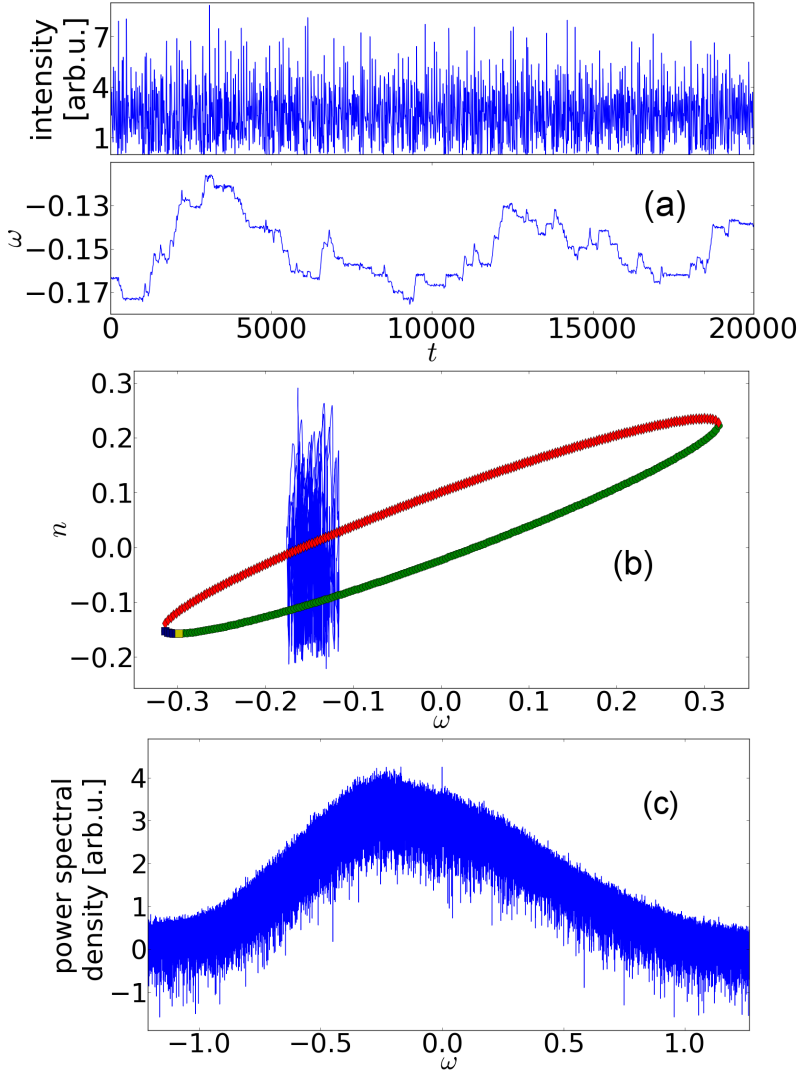 intensity
[arb.u.]
7
4
1
(a)
ω
−0.13
−0.15
−0.17
0 5000 10000 15000 20000
t
n
0.3
0.2
0.1
0.0
−0.1
−0.2
(b)
−0.3 −0.2 −0.1 0.0 0.1 0.2 0.3
ω
power spectral
density [arb.u.]
4
3
2
1
0
−1
(c)
−1.0 −0.5 0.0 0.5 1.0
ω